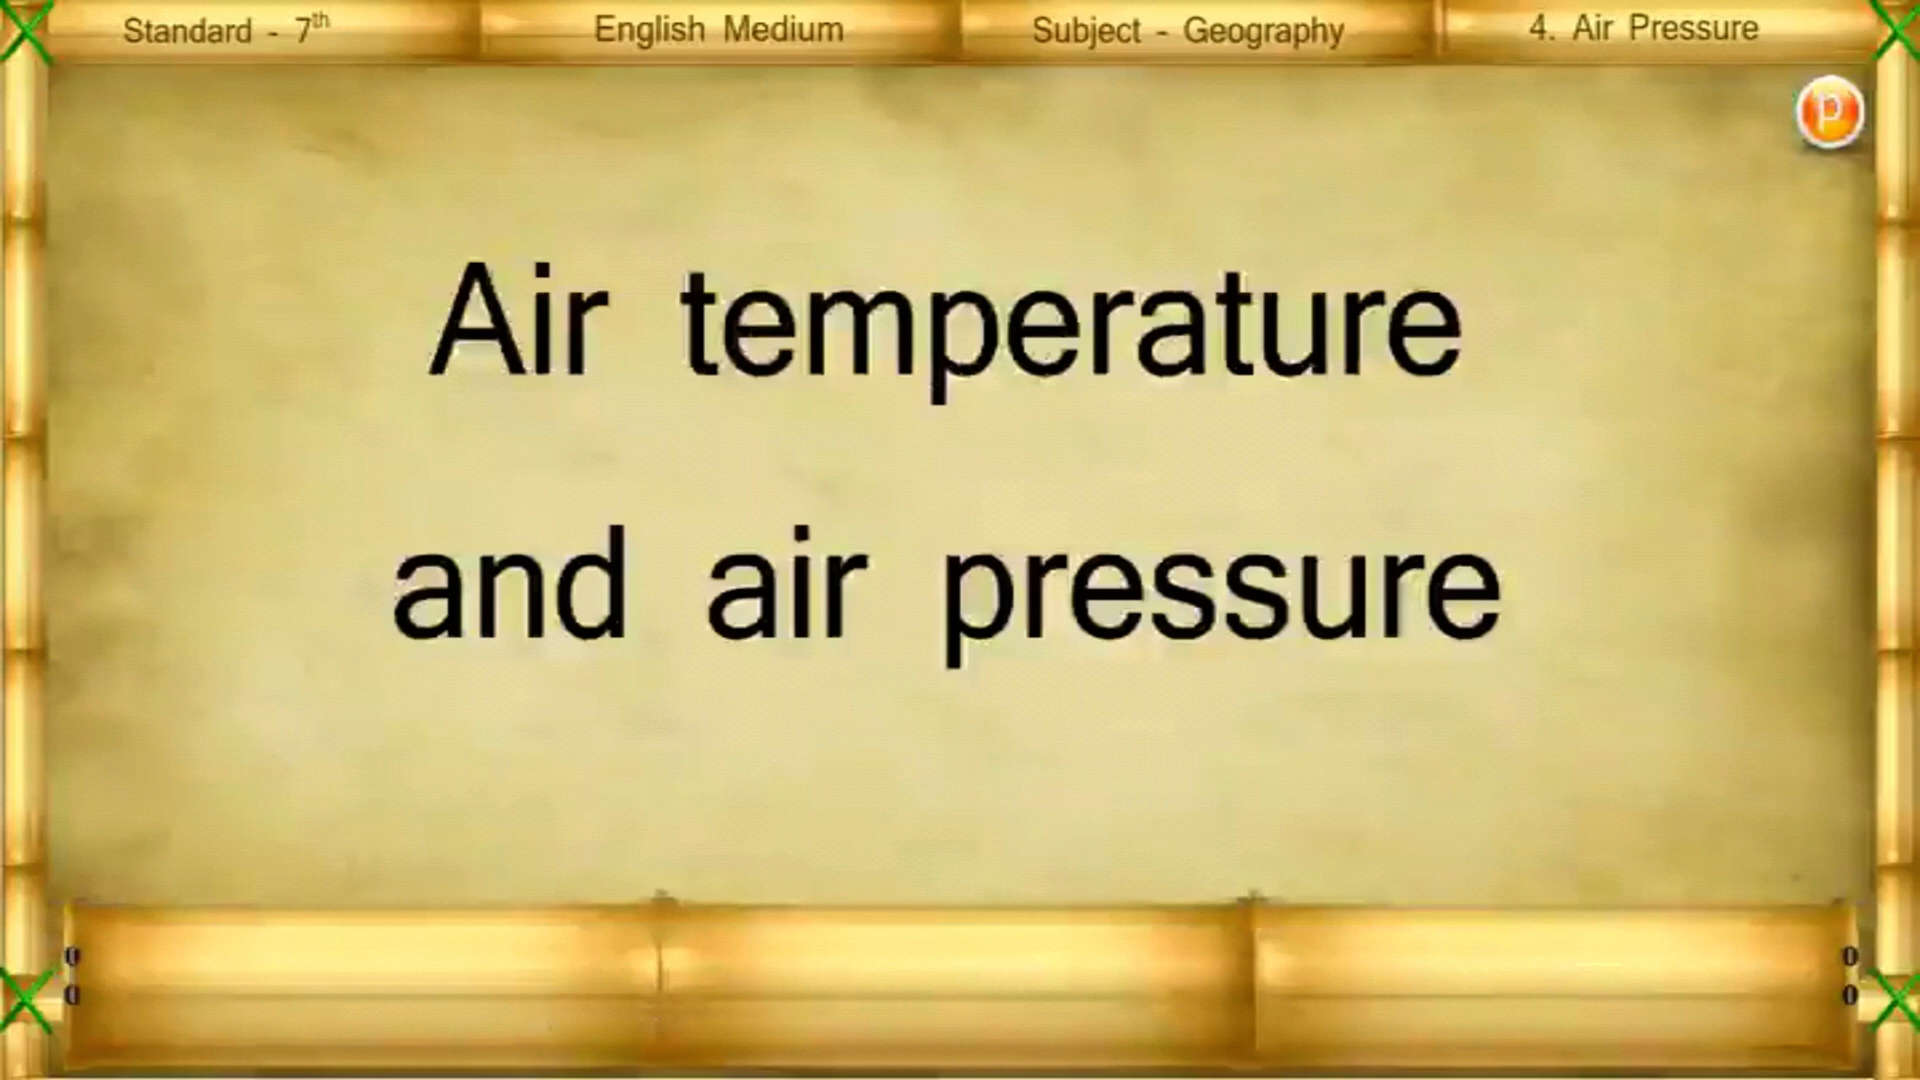 Standard - 7th
English Medium
Subject - Geography
4. Air Pressure
P
Air temperature
and air pressure